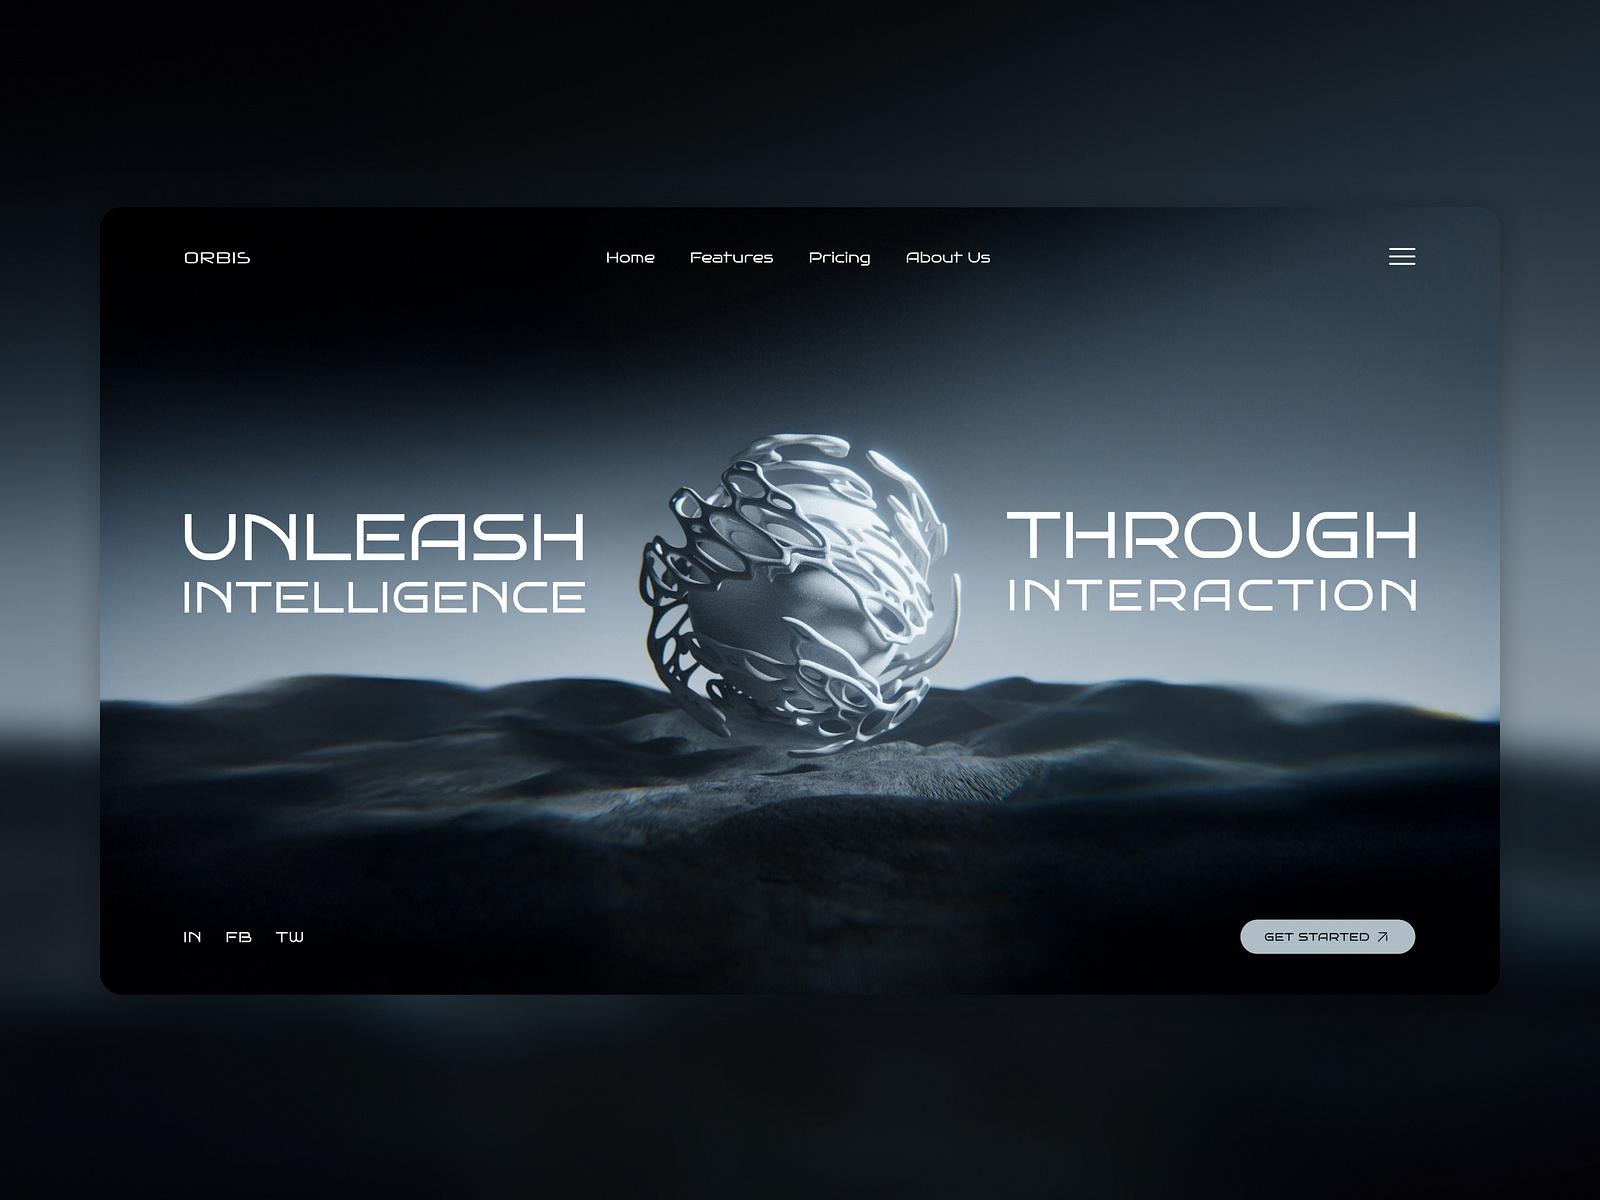 ORBIS
Home Features Pricing About Us
UNLEASH
INTELLIGENCE
THROUGH
INTERACTION
IN FB TW
GET STARTED